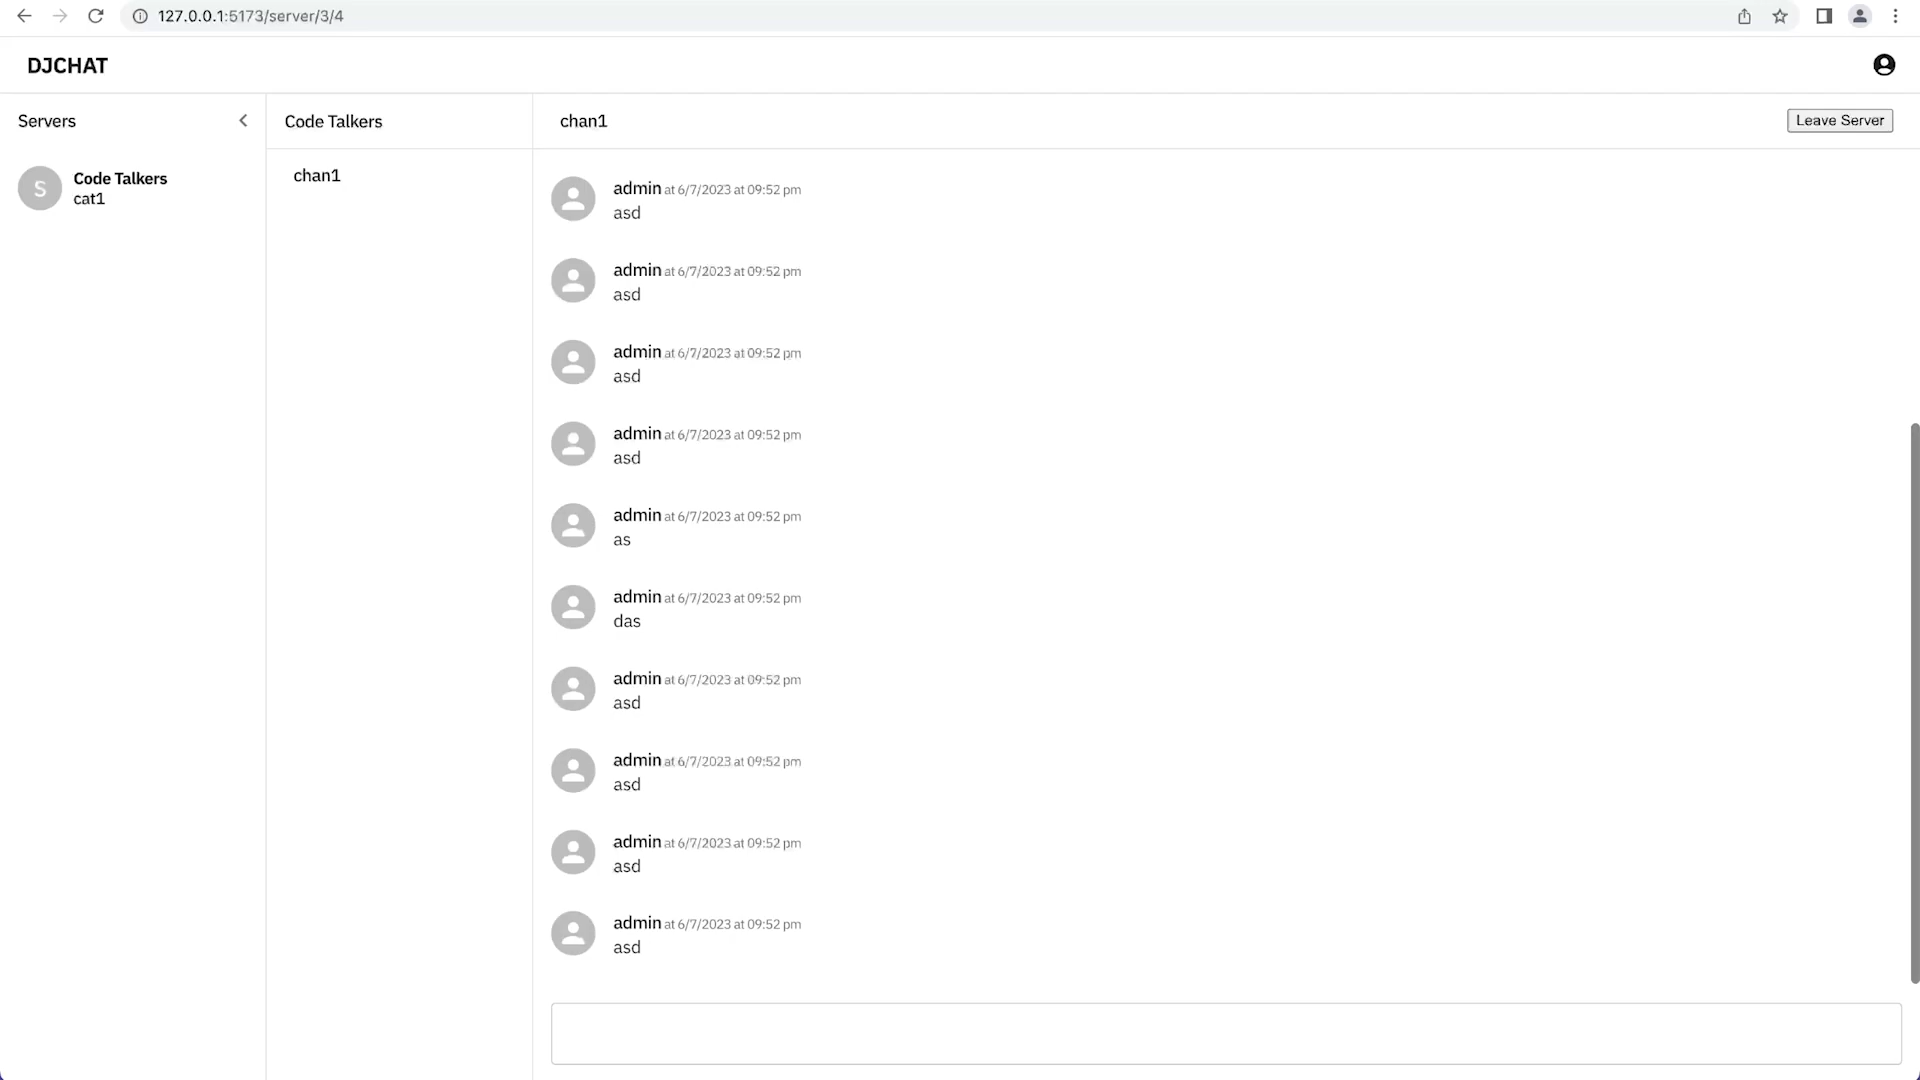 127.0.0.1:5173/server/3/4
DJCHAT
Servers
Code Talkers
chan1
Leave Server
S
Code Talkers
cat1
chan1
admin at 6/7/2023 at 09:52 pm
asd
admin at 6/7/2023 at 09:52 pm
asd
admin at 6/7/2023 at 09:52 pm
asd
admin at 6/7/2023 at 09:52 pm
asd
admin at 6/7/2023 at 09:52 pm
as
admin at 6/7/2023 at 09:52 pm
das
admin at 6/7/2023 at 09:52 pm
asd
admin at 6/7/2023 at 09:52 pm
asd
admin at 6/7/2023 at 09:52 pm
asd
admin at 6/7/2023 at 09:52 pm
asd